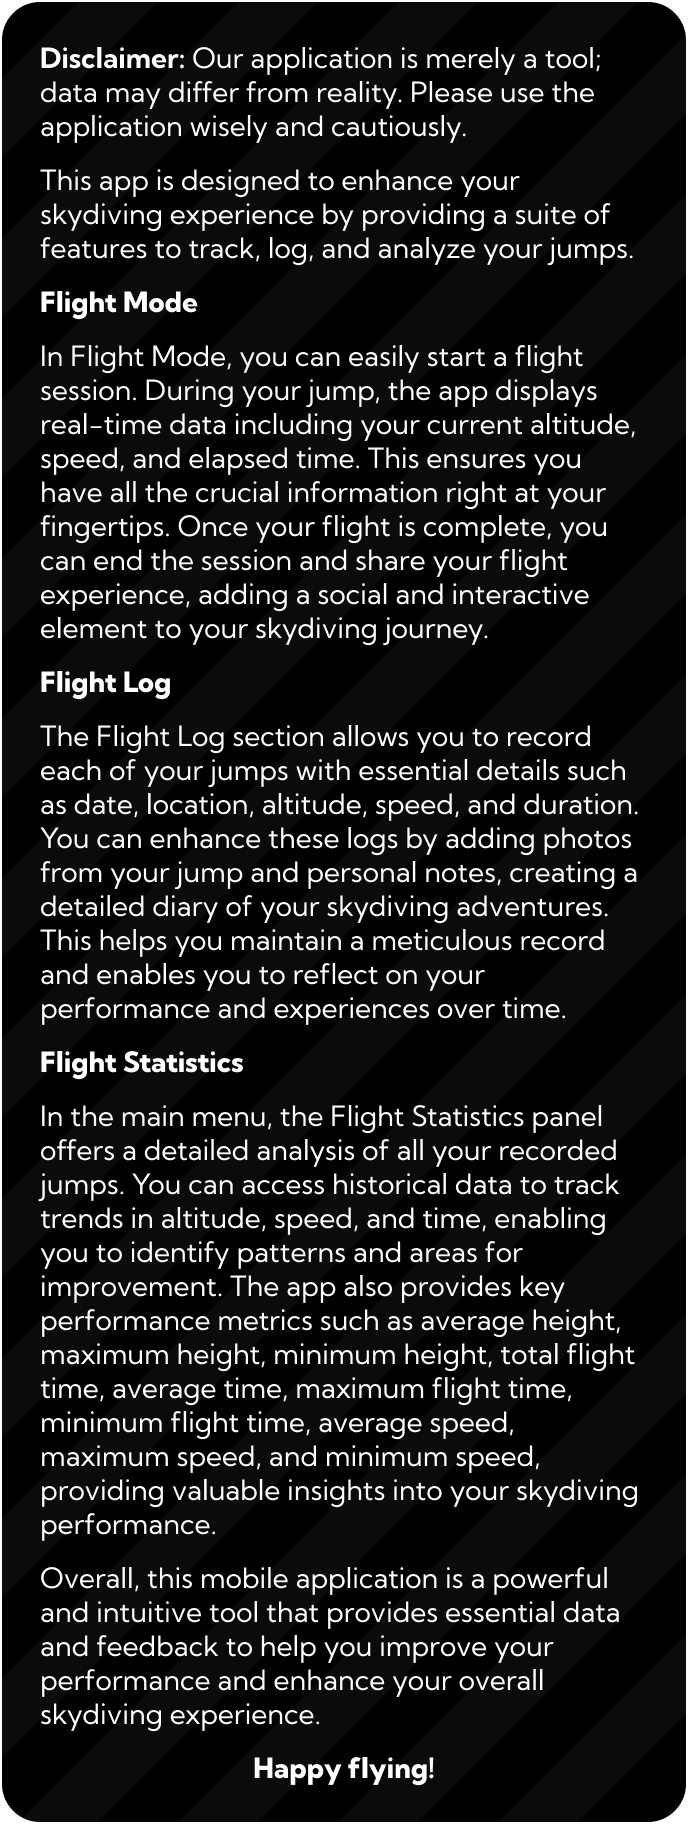 Disclaimer: Our application is merely a tool;
data may differ from reality. Please use the
application wisely and cautiously.
This app is designed to enhance your
skydiving experience by providing a suite of
features to track, log, and analyze your jumps.
Flight Mode
In Flight Mode, you can easily start a flight
session. During your jump, the app displays
real-time data including your current altitude,
speed, and elapsed time. This ensures you
have all the crucial information right at your
fingertips. Once your flight is complete, you
can end the session and share your flight
experience, adding a social and interactive
element to your skydiving journey.
Flight Log
The Flight Log section allows you to record
each of your jumps with essential details such
as date, location, altitude, speed, and duration.
You can enhance these logs by adding photos
from your jump and personal notes, creating a
detailed diary of your skydiving adventures.
This helps you maintain a meticulous record
and enables you to reflect on your
performance and experiences over time.
Flight Statistics
In the main menu, the Flight Statistics panel
offers a detailed analysis of all your recorded
jumps. You can access historical data to track
trends in altitude, speed, and time, enabling
you to identify patterns and areas for
improvement. The app also provides key
performance metrics such as average height,
maximum height, minimum height, total flight
time, average time, maximum flight time,
minimum flight time, average speed,
maximum speed, and minimum speed,
providing valuable insights into your skydiving
performance.
Overall, this mobile application is a powerful
and intuitive tool that provides essential data
and feedback to help you improve your
performance and enhance your overall
skydiving experience.
Happy flying!